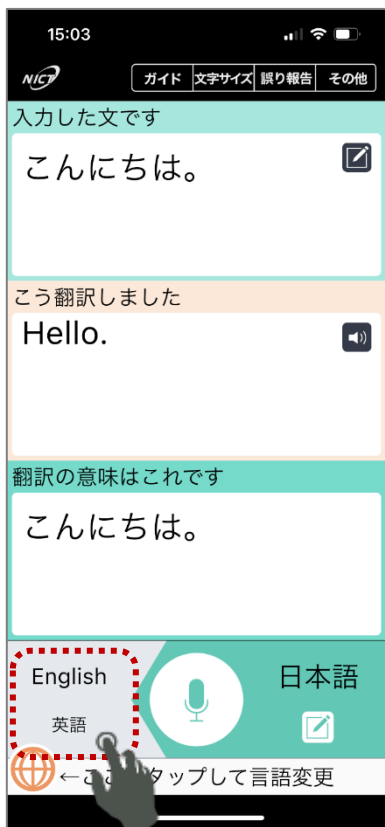 15:03
NICT
ガイド 文字サイズ 誤り報告 その他
入力した文です
こんにちは。
こう翻訳しました
Hello.
翻訳の意味はこれです
こんにちは。
English 日本語
英語
←ここ タップして言語変更